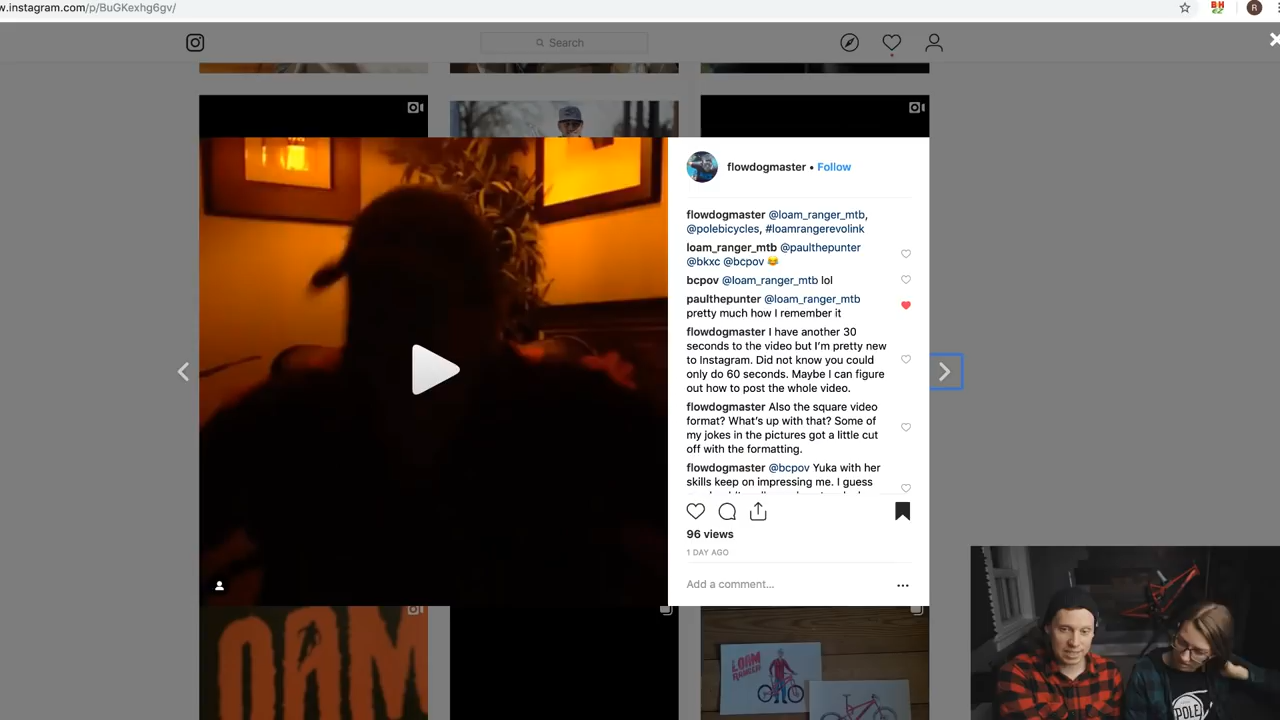 w.instagram.com/p/BuGKexhg6gv/
R
Search
flowdogmaster • Follow
flowdogmaster @loam_ranger_mtb,
@polebicycles, #loamrangerevolink
loam_ranger_mtb @paulthepunter
@bkxc @bcpov 😂
bcpov @loam_ranger_mtb lol
paulthepunter @loam_ranger_mtb
pretty much how I remember it
flowdogmaster I have another 30
seconds to the video but I’m pretty new
to Instagram. Did not know you could
only do 60 seconds. Maybe I can figure
out how to post the whole video.
flowdogmaster Also the square video
format? What’s up with that? Some of
my jokes in the pictures got a little cut
off with the formatting.
flowdogmaster @bcpov Yuka with her
skills keep on impressing me. I guess
96 views
1 DAY AGO
Add a comment...
OAM
LOAM
RANGER
POLE